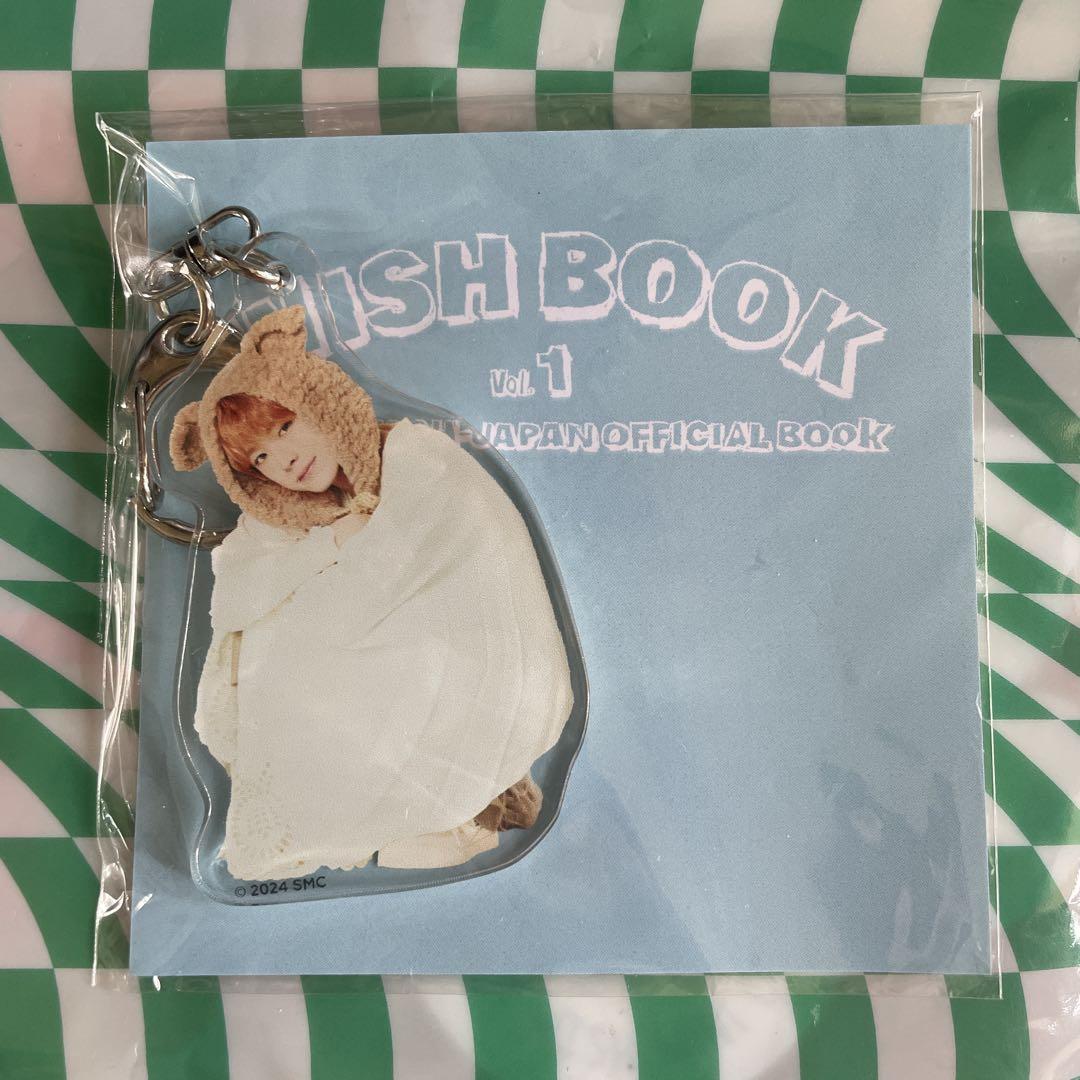 ISH BOOK
Vol. 1
-JAPAN OFFICIAL BOOK
© 2024 SMC